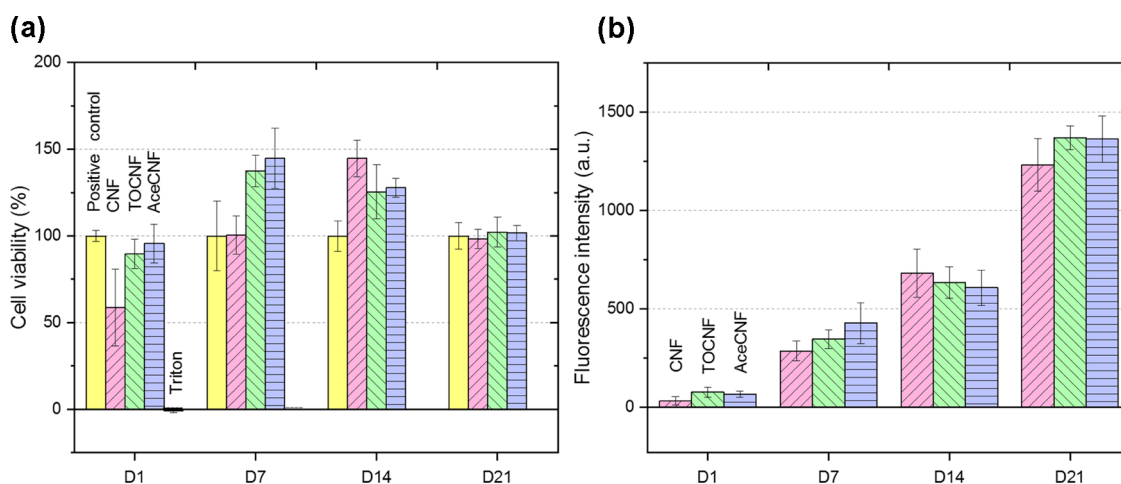 (a)
Cell viability (%)
200
150
100
50
0
Positive control
CNF
TOCNF
AceCNF
Triton
D1
D7
D14
D21
(b)
Fluorescence intensity (a.u.)
1500
1000
500
0
CNF
TOCNF
AceCNF
D1
D7
D14
D21